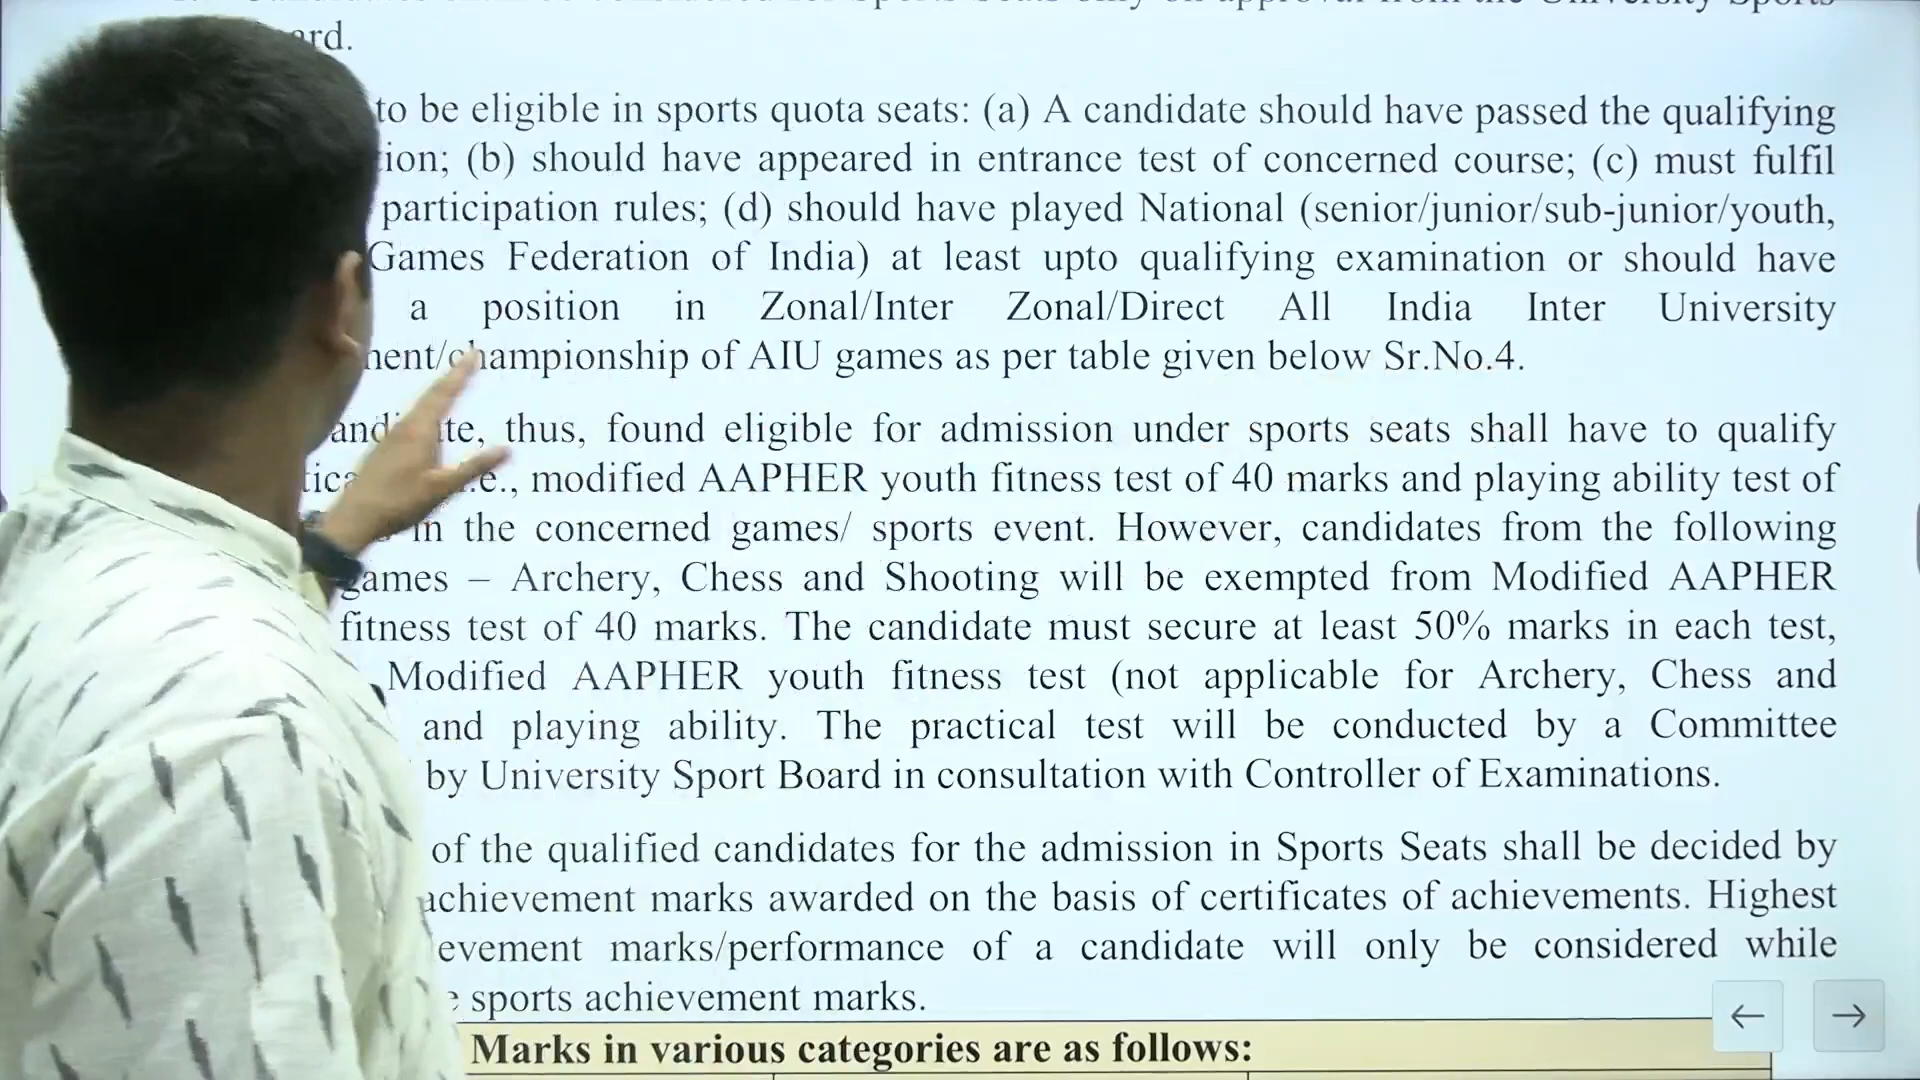 ard.
to be eligible in sports quota seats: (a) A candidate should have passed the qualifying
ion; (b) should have appeared in entrance test of concerned course; (c) must fulfil
participation rules; (d) should have played National (senior/junior/sub-junior/youth,
Games Federation of India) at least upto qualifying examination or should have
a position in Zonal/Inter Zonal/Direct All India Inter University
nent/championship of AIU games as per table given below Sr.No.4.
thus, found eligible for admission under sports seats shall have to qualify
modified AAPHER youth fitness test of 40 marks and playing ability test of
in the concerned games/ sports event. However, candidates from the following
games – Archery, Chess and Shooting will be exempted from Modified AAPHER
fitness test of 40 marks. The candidate must secure at least 50% marks in each test,
Modified AAPHER youth fitness test (not applicable for Archery, Chess and
and playing ability. The practical test will be conducted by a Committee
by University Sport Board in consultation with Controller of Examinations.
of the qualified candidates for the admission in Sports Seats shall be decided by
achievement marks awarded on the basis of certificates of achievements. Highest
evement marks/performance of a candidate will only be considered while
sports achievement marks.
Marks in various categories are as follows: